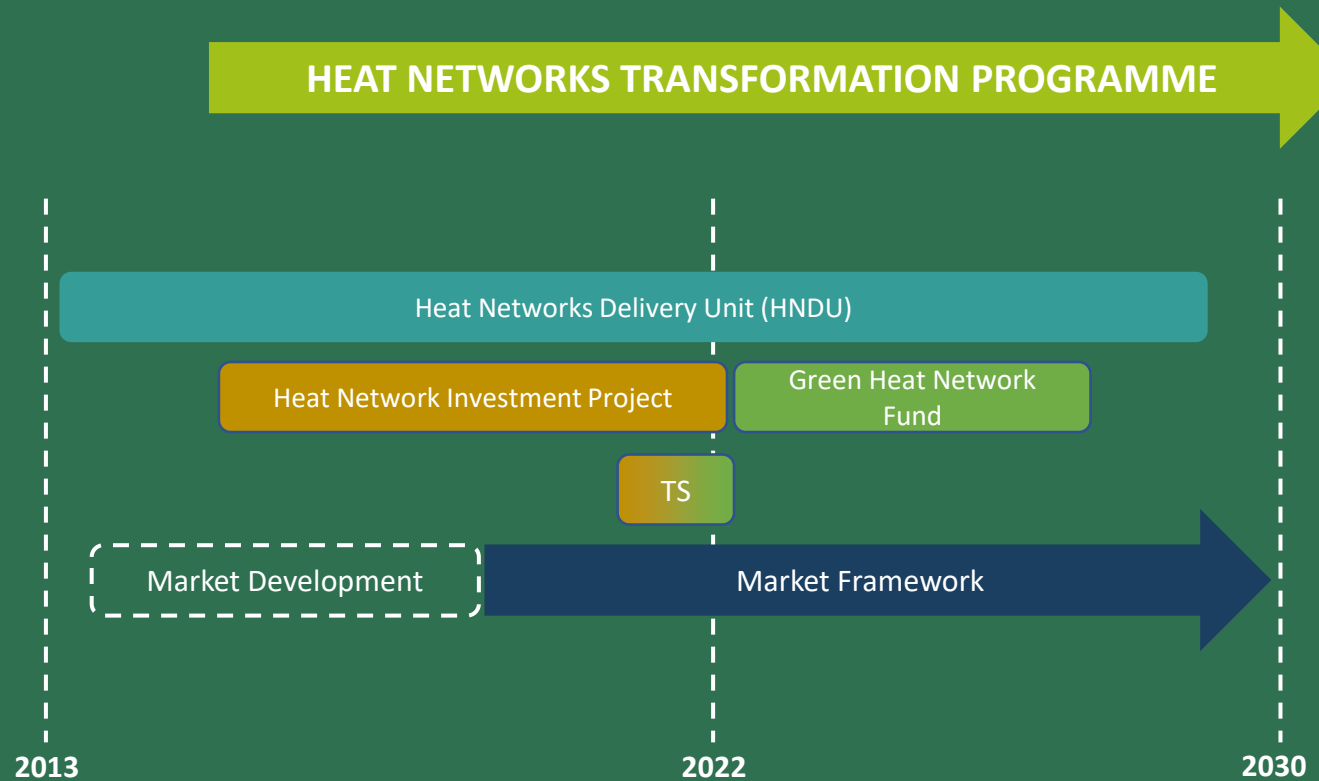 HEAT NETWORKS TRANSFORMATION PROGRAMME
Heat Networks Delivery Unit (HNDU)
Heat Network Investment Project
Green Heat Network
Fund
TS
Market Development
Market Framework
2013
2022
2030